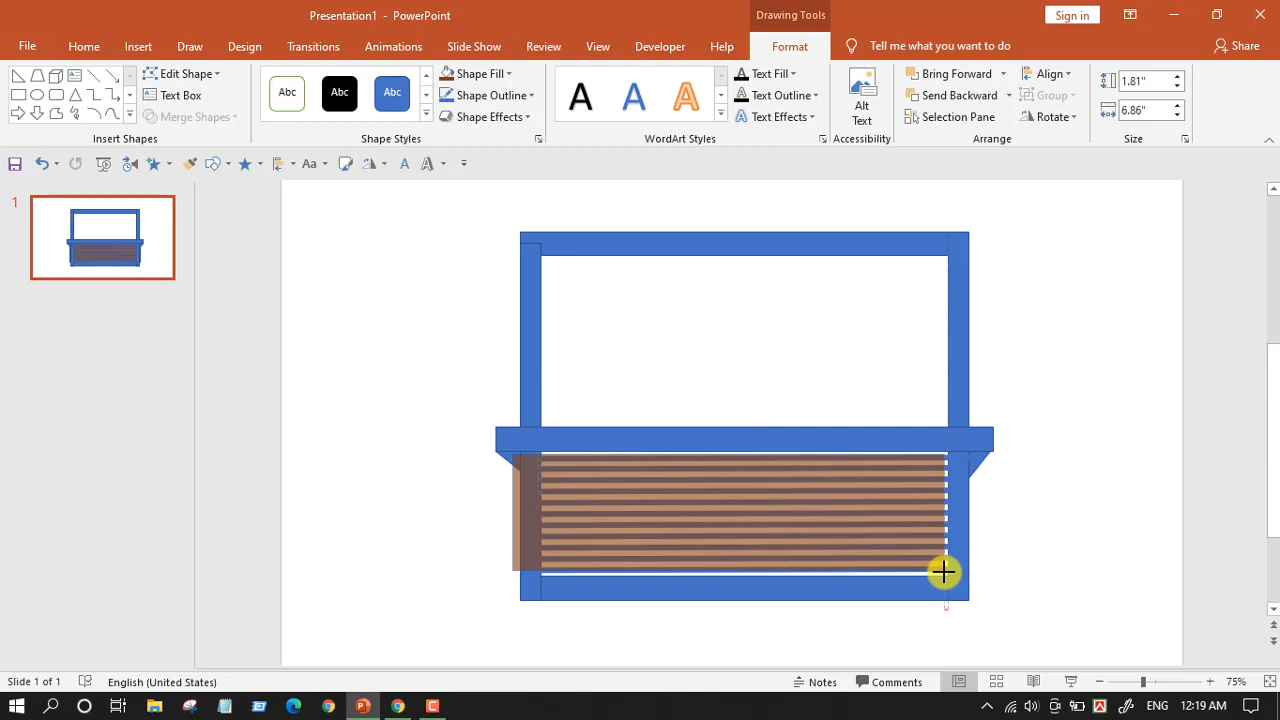 Presentation1 - PowerPoint
Drawing Tools
Sign in
File
Home
Insert
Draw
Design
Transitions
Animations
Slide Show
Review
View
Developer
Help
Format
Tell me what you want to do
Share
Edit Shape
Text Box
Merge Shapes
Insert Shapes
Abc
Abc
Abc
Shape Fill
Shape Outline
Shape Effects
Shape Styles
A
A
A
Text Fill
Text Outline
Text Effects
WordArt Styles
Alt
Text
Accessibility
Bring Forward
Send Backward
Selection Pane
Align
Group
Rotate
Arrange
1.81"
6.86"
Size
Aa
A
A
1
Slide 1 of 1
English (United States)
Notes
Comments
75%
ENG
12:19 AM